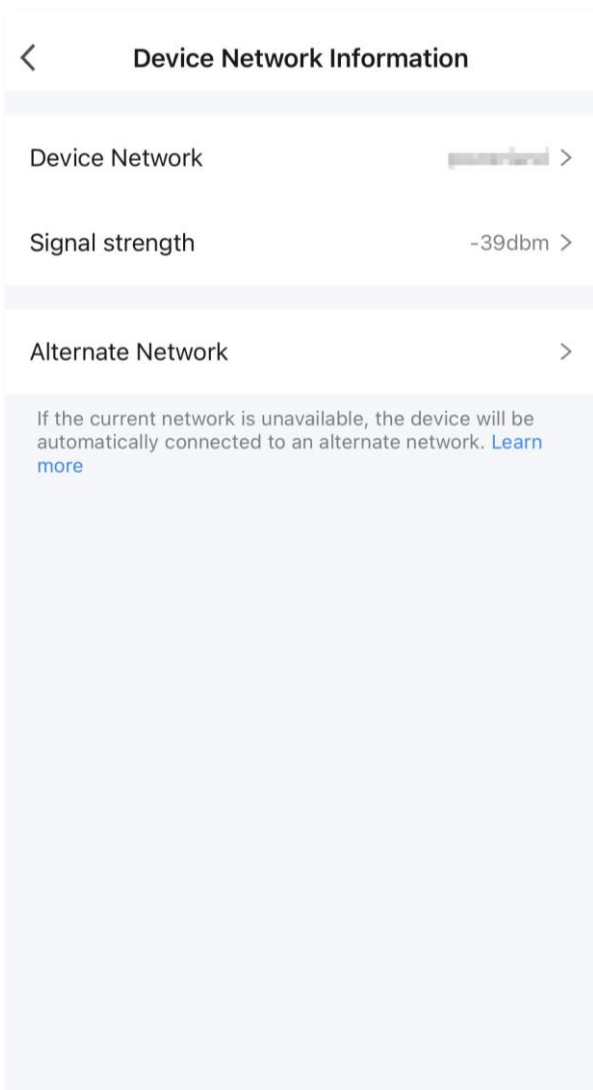 Device Network Information
Device Network
Signal strength -39dbm
Alternate Network
If the current network is unavailable, the device will be
automatically connected to an alternate network. Learn
more